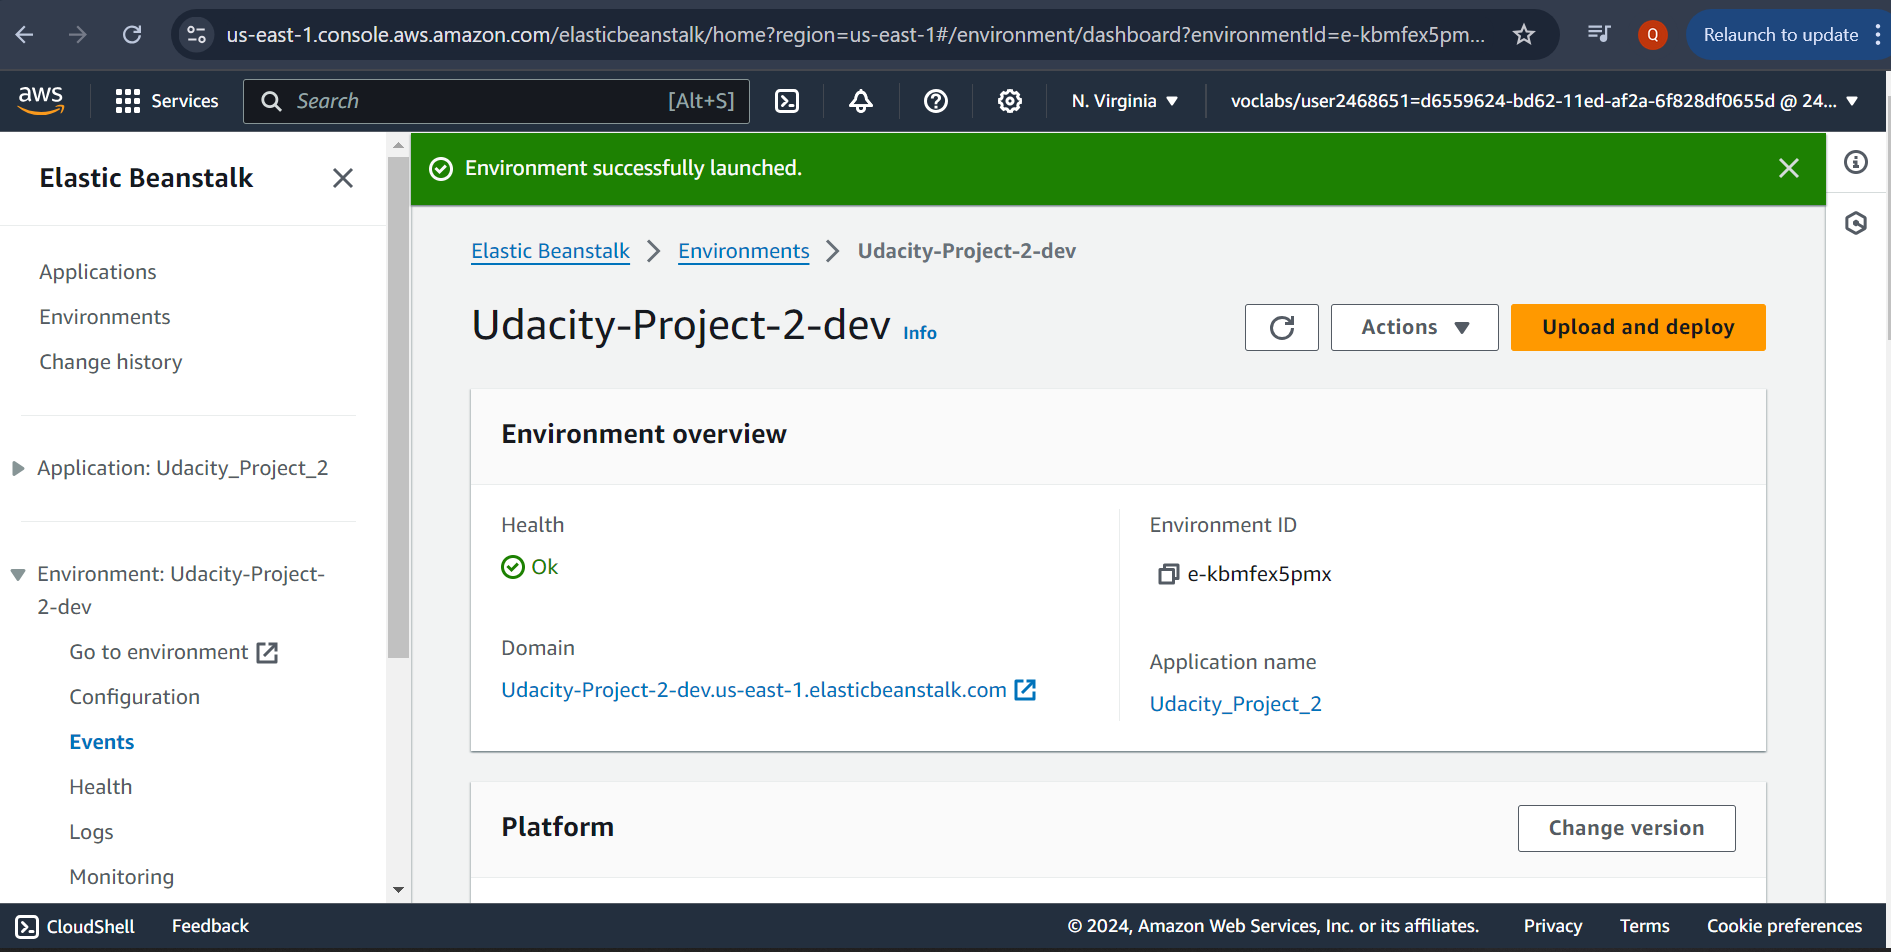 us-east-1.console.aws.amazon.com/elasticbeanstalk/home?region=us-east-1#/environment/dashboard?environmentId=e-kbmfex5pm...
Q
Relaunch to update
aws
Services
Search
[Alt+S]
N. Virginia
voclabs/user2468651=d6559624-bd62-11ed-af2a-6f828df0655d @ 24...
Elastic Beanstalk
Applications
Environments
Change history
Application: Udacity_Project_2
Environment: Udacity-Project-
2-dev
Go to environment
Configuration
Events
Health
Logs
Monitoring
Environment successfully launched.
Elastic Beanstalk
Environments
Udacity-Project-2-dev
Udacity-Project-2-dev Info
Actions
Upload and deploy
Environment overview
Health
Ok
Domain
Udacity-Project-2-dev.us-east-1.elasticbeanstalk.com
Environment ID
e-kbmfex5pmx
Application name
Udacity_Project_2
Platform
Change version
CloudShell
Feedback
© 2024, Amazon Web Services, Inc. or its affiliates.
Privacy
Terms
Cookie preferences